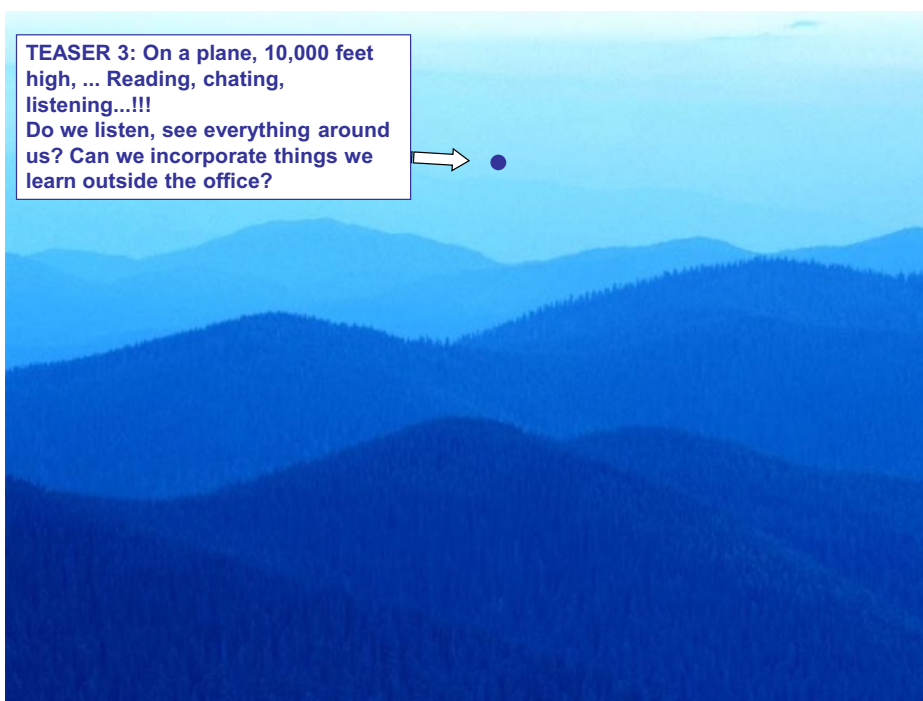 TEASER 3: On a plane, 10,000 feet
high, ... Reading, chating,
listening...!!!
Do we listen, see everything around
us? Can we incorporate things we
learn outside the office?